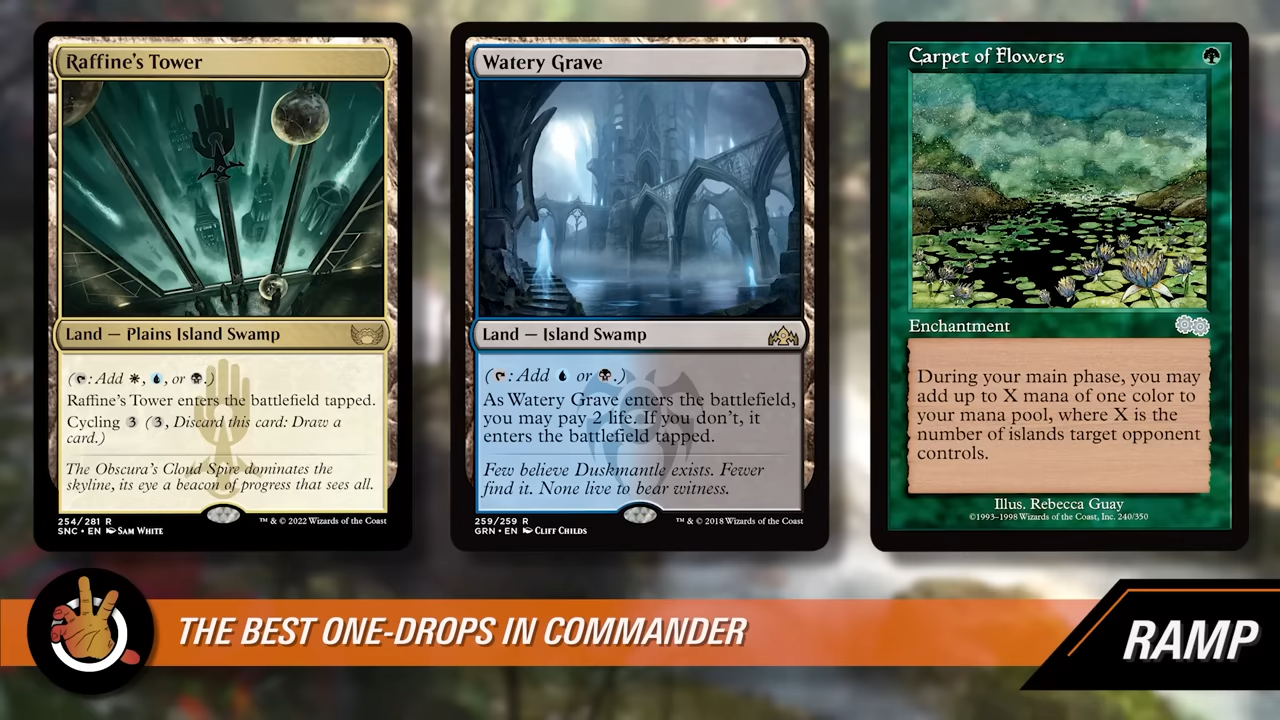 Raffine's Tower
Land — Plains Island Swamp
( : Add , , or .)
Raffine's Tower enters the battlefield tapped.
Cycling 3 (3, Discard this card: Draw a
card.)
The Obscura's Cloud Spire dominates the
skyline, its eye a beacon of progress that sees all.
254/281 R
SNC • EN SAM WHITE
™ & © 2022 Wizards of the Coast
Watery Grave
Land — Island Swamp
( : Add or .)
As Watery Grave enters the battlefield,
you may pay 2 life. If you don't, it
enters the battlefield tapped.
Few believe Duskmantle exists. Fewer
find it. None live to bear witness.
259/259 R
GRN • EN CLIFF CHILDS
™ & © 2018 Wizards of the Coast
Carpet of Flowers
Enchantment
During your main phase, you may
add up to X mana of one color to
your mana pool, where X is the
number of islands target opponent
controls.
Illus. Rebecca Guay
©1993–1998 Wizards of the Coast, Inc. 240/350
THE BEST ONE-DROPS IN COMMANDER
RAMP